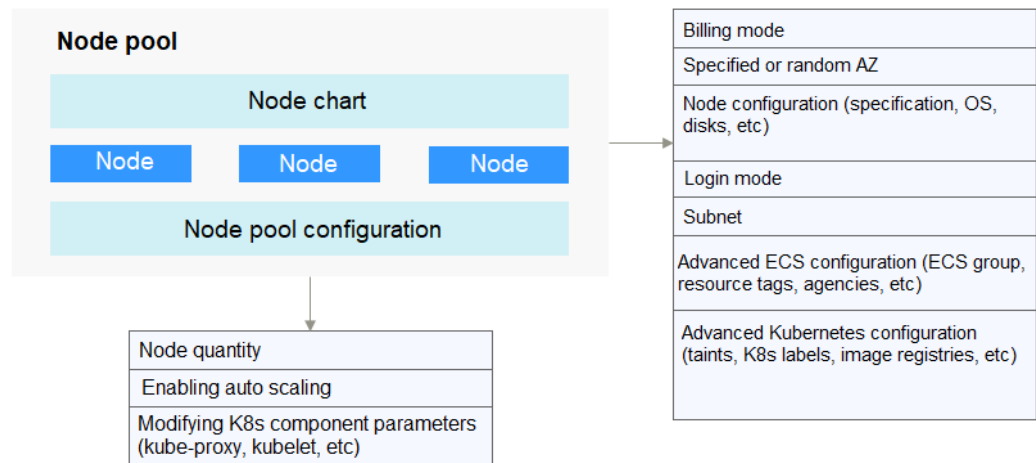 Node pool
Node chart
Node
Node
Node
Node pool configuration
Node quantity
Enabling auto scaling
Modifying K8s component parameters
(kube-proxy, kubelet, etc)
Billing mode
Specified or random AZ
Node configuration (specification, OS,
disks, etc)
Login mode
Subnet
Advanced ECS configuration (ECS group,
resource tags, agencies, etc)
Advanced Kubernetes configuration
(taints, K8s labels, image registries, etc)